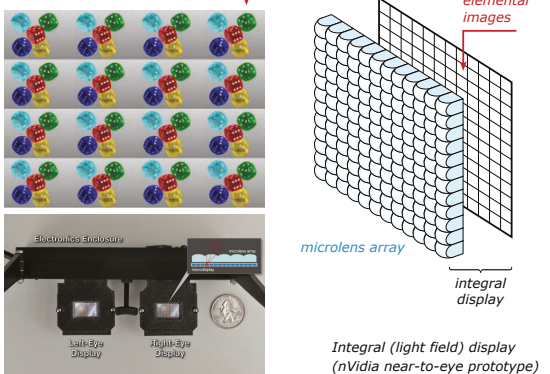 elemental
images
microlens array
integral
display
Electronics Enclosure
microlens array
microdisplay
Left-Eye
Display
Right-Eye
Display
Integral (light field) display
(nVidia near-to-eye prototype)